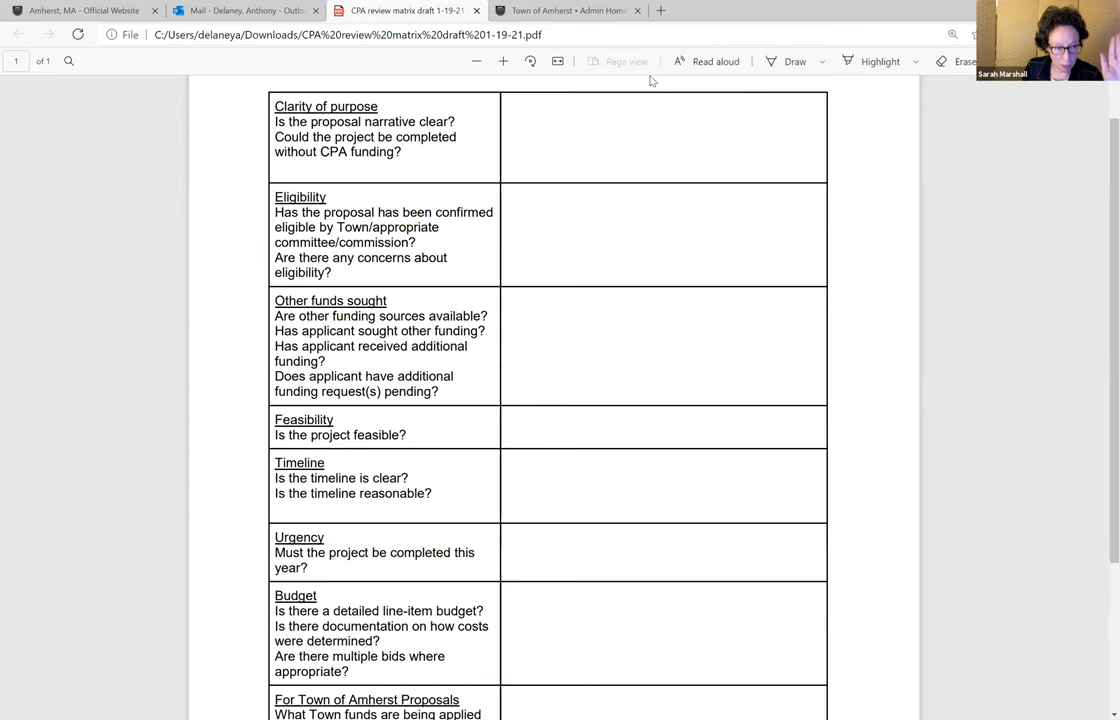 Amherst, MA - Official Website
Mail - Delaney, Anthony - Outlo
CPA review matrix draft 1-19-21
Town of Amherst • Admin Home
File
C:/Users/delaneya/Downloads/CPA%20review%20matrix%20draft%201-19-21.pdf
1 of 1
Page view
Read aloud
Draw
Highlight
Erase
Sarah Marshall
Clarity of purpose
Is the proposal narrative clear?
Could the project be completed
without CPA funding?
Eligibility
Has the proposal has been confirmed
eligible by Town/appropriate
committee/commission?
Are there any concerns about
eligibility?
Other funds sought
Are other funding sources available?
Has applicant sought other funding?
Has applicant received additional
funding?
Does applicant have additional
funding request(s) pending?
Feasibility
Is the project feasible?
Timeline
Is the timeline is clear?
Is the timeline reasonable?
Urgency
Must the project be completed this
year?
Budget
Is there a detailed line-item budget?
Is there documentation on how costs
were determined?
Are there multiple bids where
appropriate?
For Town of Amherst Proposals
What Town funds are being applied